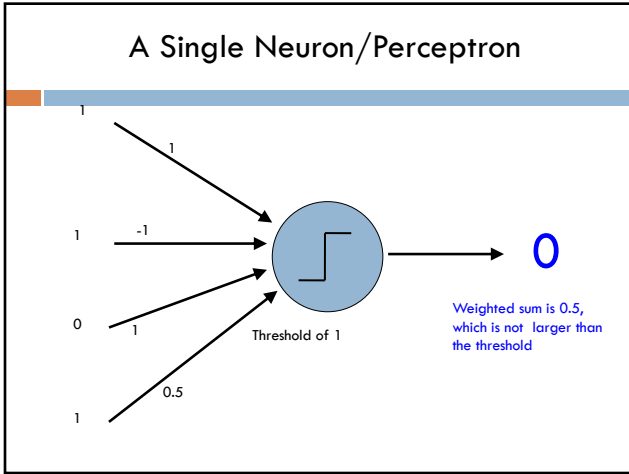 A Single Neuron/Perceptron
1
1
1
-1
0
1
Threshold of 1
0.5
1
0
Weighted sum is 0.5,
which is not larger than
the threshold